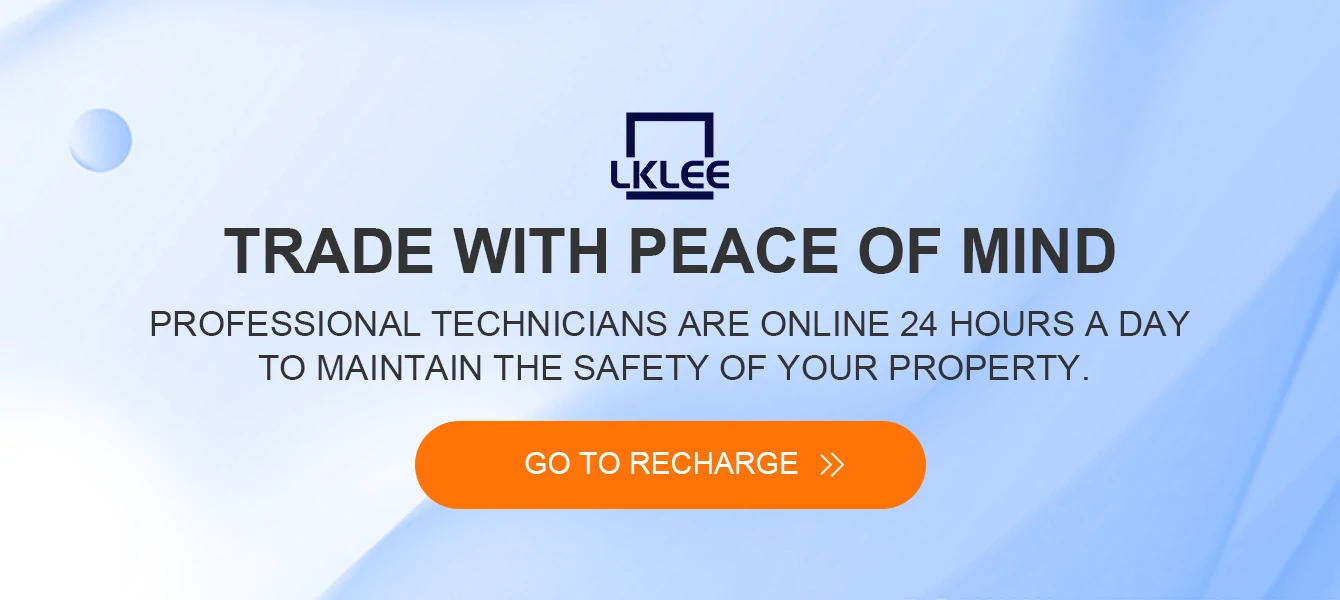 LKLEE
TRADE WITH PEACE OF MIND
PROFESSIONAL TECHNICIANS ARE ONLINE 24 HOURS A DAY
TO MAINTAIN THE SAFETY OF YOUR PROPERTY.
GO TO RECHARGE